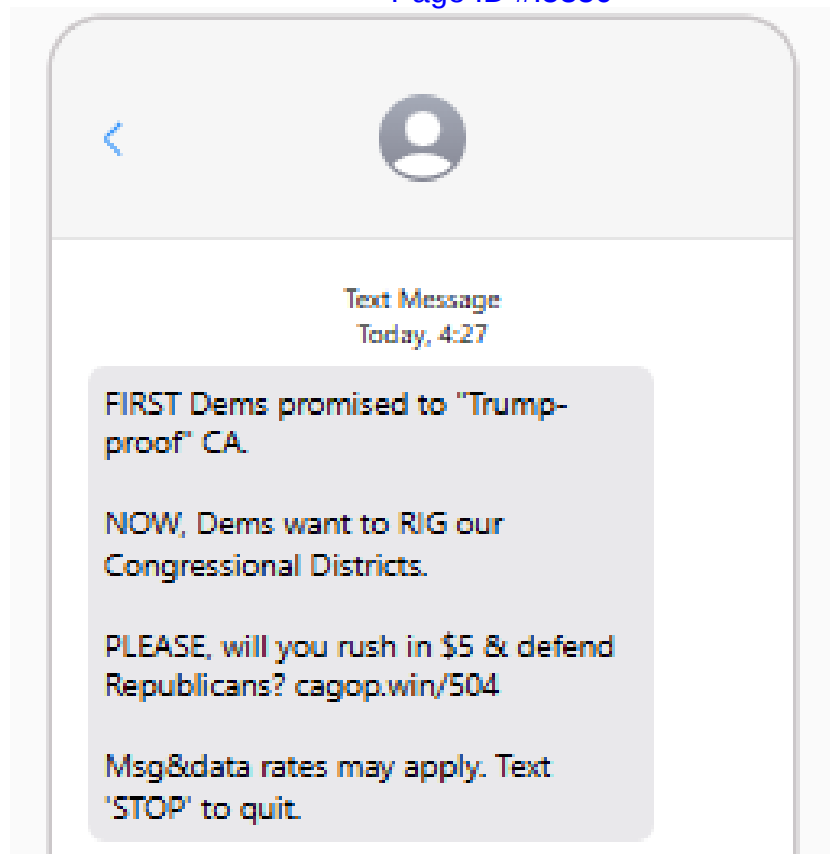 Text Message
Today, 4:27
FIRST Dems promised to "Trump-
proof" CA.
NOW, Dems want to RIG our
Congressional Districts.
PLEASE, will you rush in $5 & defend
Republicans? cagop.win/504
Msg&data rates may apply. Text
'STOP' to quit.